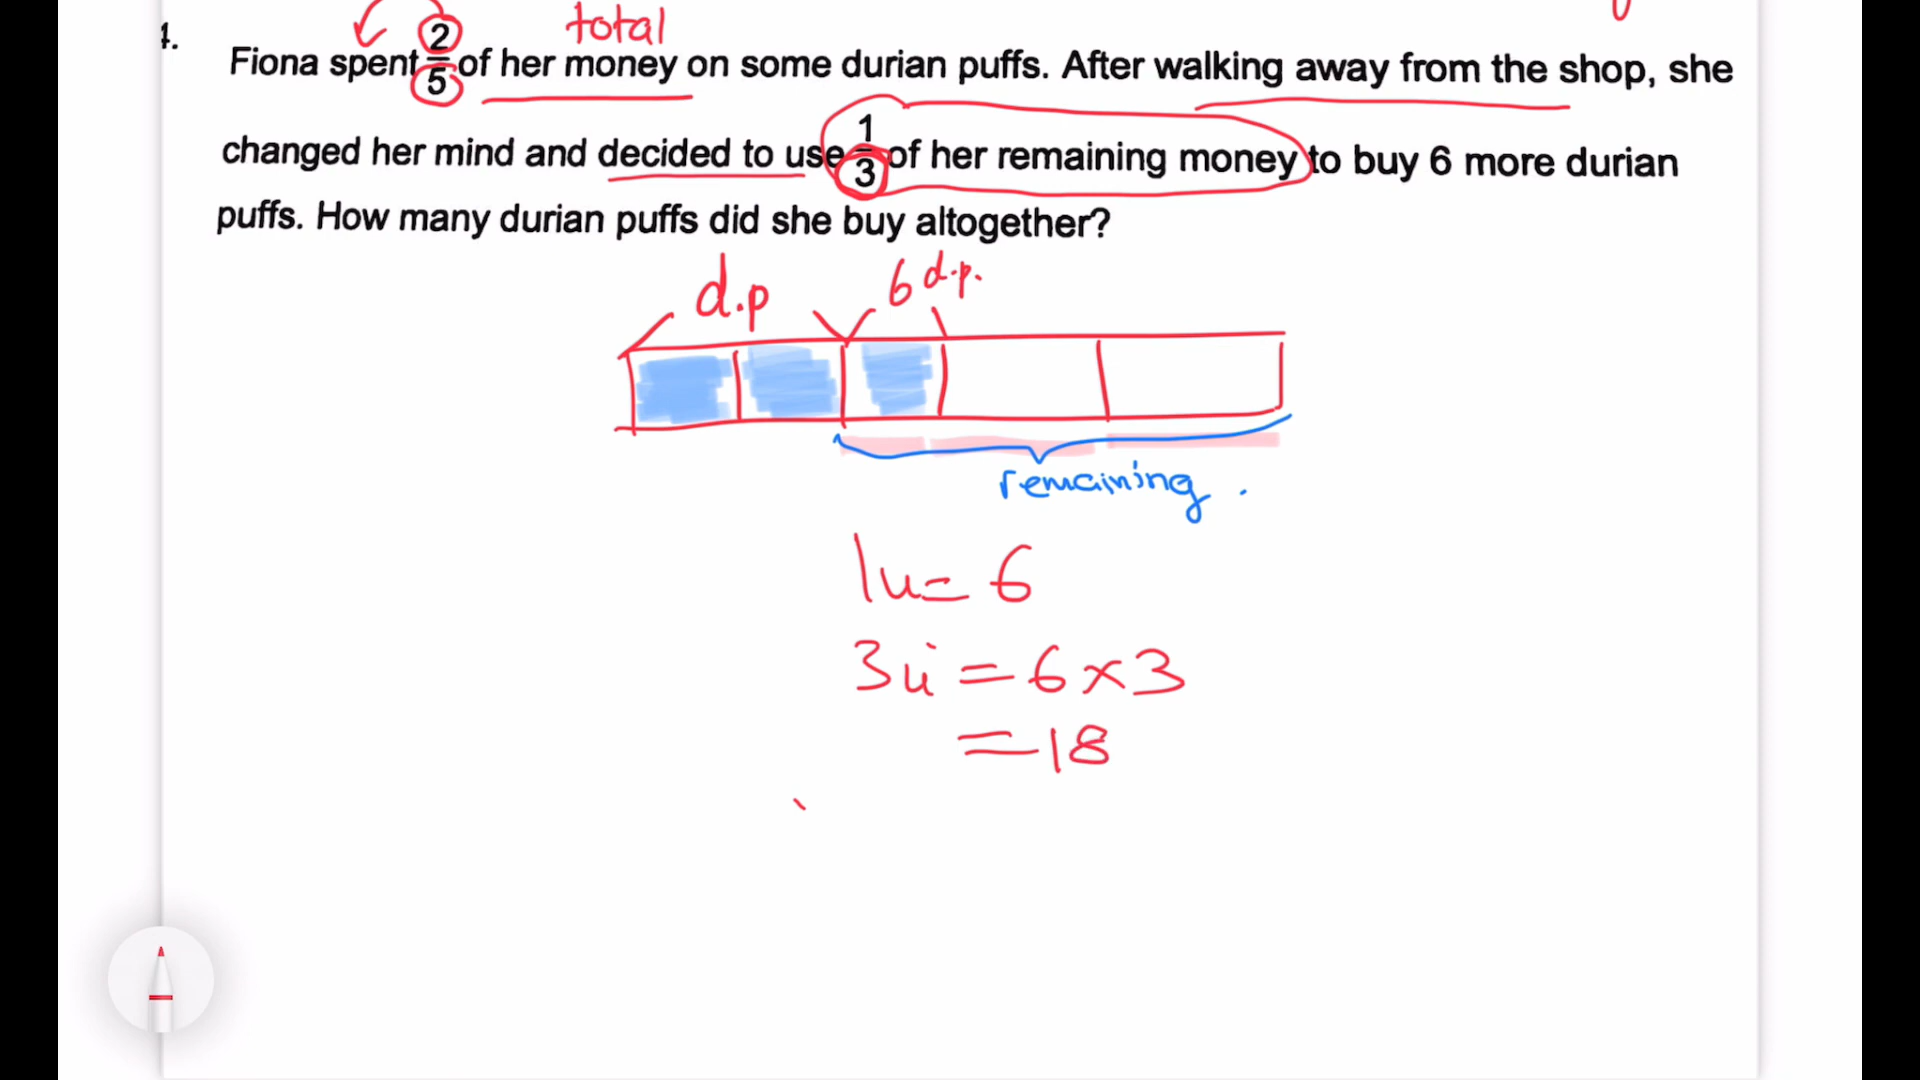 total
4. Fiona spent 2/5 of her money on some durian puffs. After walking away from the shop, she
changed her mind and decided to use 1/3 of her remaining money to buy 6 more durian
puffs. How many durian puffs did she buy altogether?
d.p 6 d.p.
remaining .
1u = 6
3u = 6 × 3
= 18